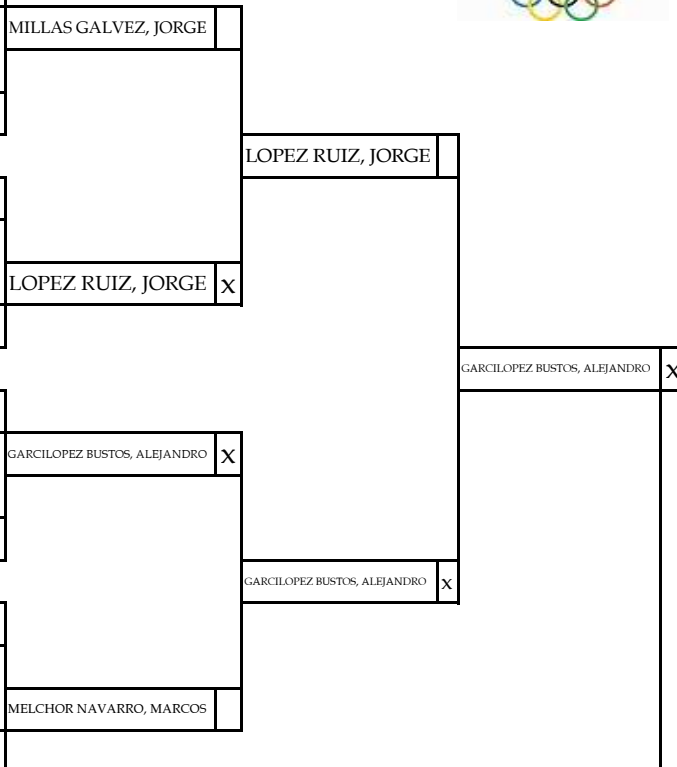 MILLAS GALVEZ, JORGE
LOPEZ RUIZ, JORGE
LOPEZ RUIZ, JORGE x
GARCILOPEZ BUSTOS, ALEJANDRO x
GARCILOPEZ BUSTOS, ALEJANDRO x
GARCILOPEZ BUSTOS, ALEJANDRO x
MELCHOR NAVARRO, MARCOS